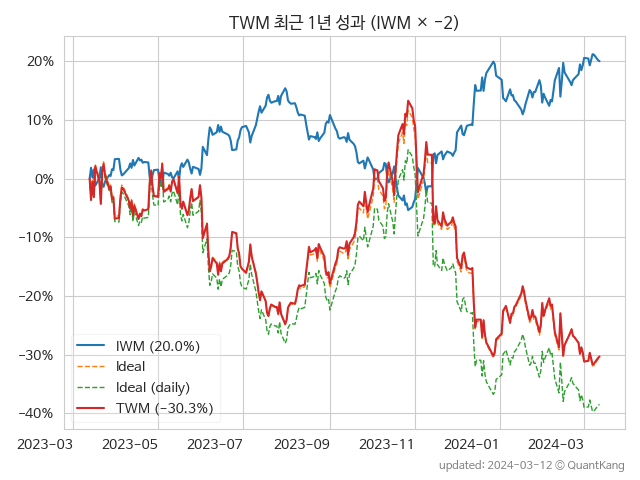 TWM 최근 1년 성과 (IWM × −2)
20%
10%
0%
−10%
−20%
−30%
−40%
IWM (20.0%)
Ideal
Ideal (daily)
TWM (−30.3%)
2023-03 2023-05 2023-07 2023-09 2023-11 2024-01 2024-03
updated: 2024-03-12 © QuantKang